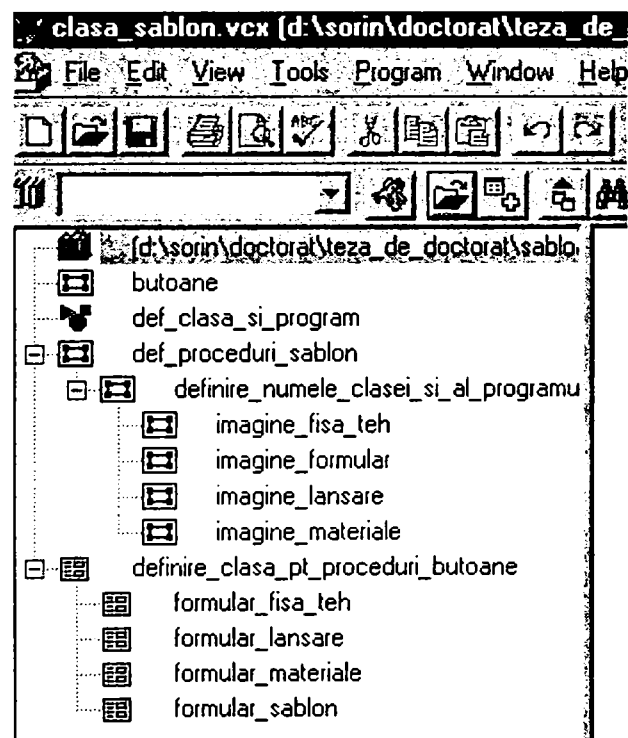 clasa_sablon.vcx (d:\sorin\doctorat\teza_de_
File Edit View Tools Program Window Help
ABC
(d:\sorin\doctorat\teza_de_doctorat\sablo
butoane
def_clasa_si_program
def_proceduri_sablon
definire_numele_clasei_si_al_programu
imagine_fisa_teh
imagine_formular
imagine_lansare
imagine_materiale
definire_clasa_pt_proceduri_butoane
formular_fisa_teh
formular_lansare
formular_materiale
formular_sablon